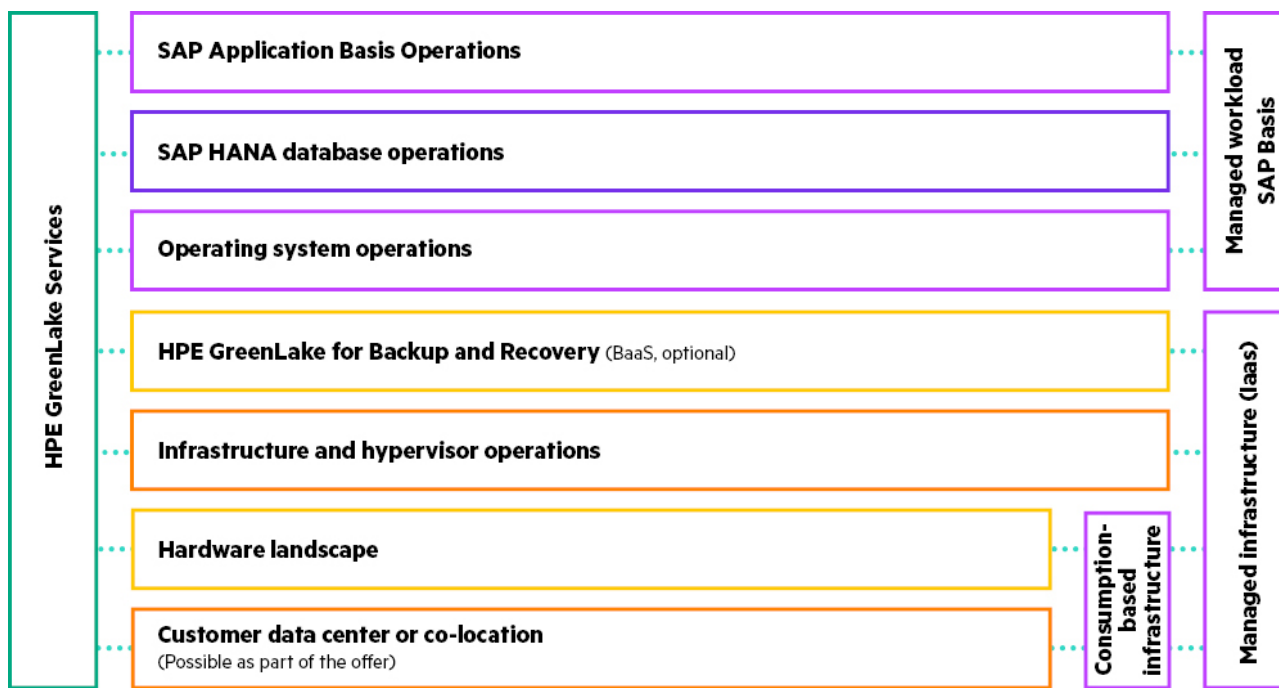 HPE GreenLake Services
SAP Application Basis Operations
SAP HANA database operations
Operating system operations
HPE GreenLake for Backup and Recovery (BaaS, optional)
Infrastructure and hypervisor operations
Hardware landscape
Customer data center or co-location
(Possible as part of the offer)
Consumption-
based
infrastructure
Managed workload
SAP Basis
Managed infrastructure (Iaas)